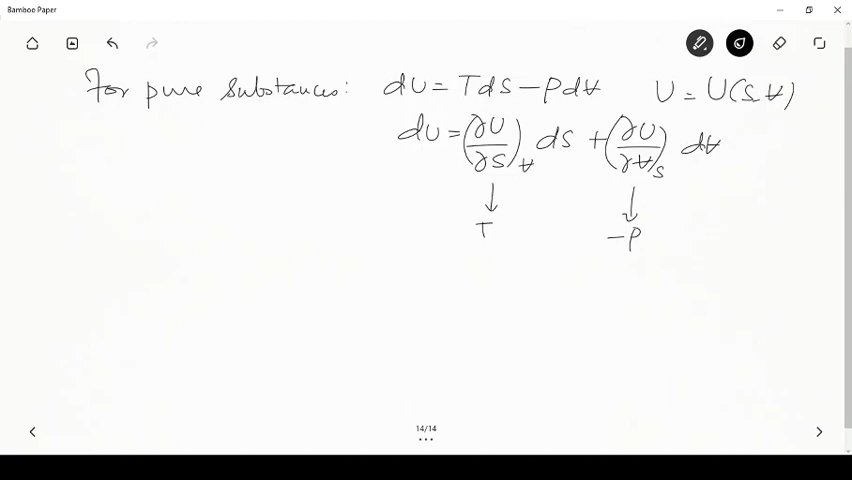 Bamboo Paper
For pure substances: dU = TdS - PdV U = U(S, V)
dU = (∂U/∂S)_V dS + (∂U/∂V)_S dV
↓ ↓
T -P
14/14